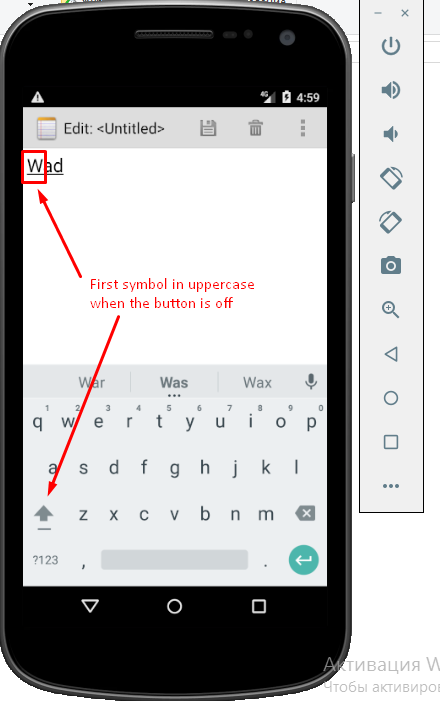 4G 4:59
Edit: <Untitled>
Wad
First symbol in uppercase
when the button is off
War Was Wax
1 2 3 4 5 6 7 8 9 0
q w e r t y u i o p
a s d f g h j k l
z x c v b n m
?123 , .
Активация W
Чтобы активиров